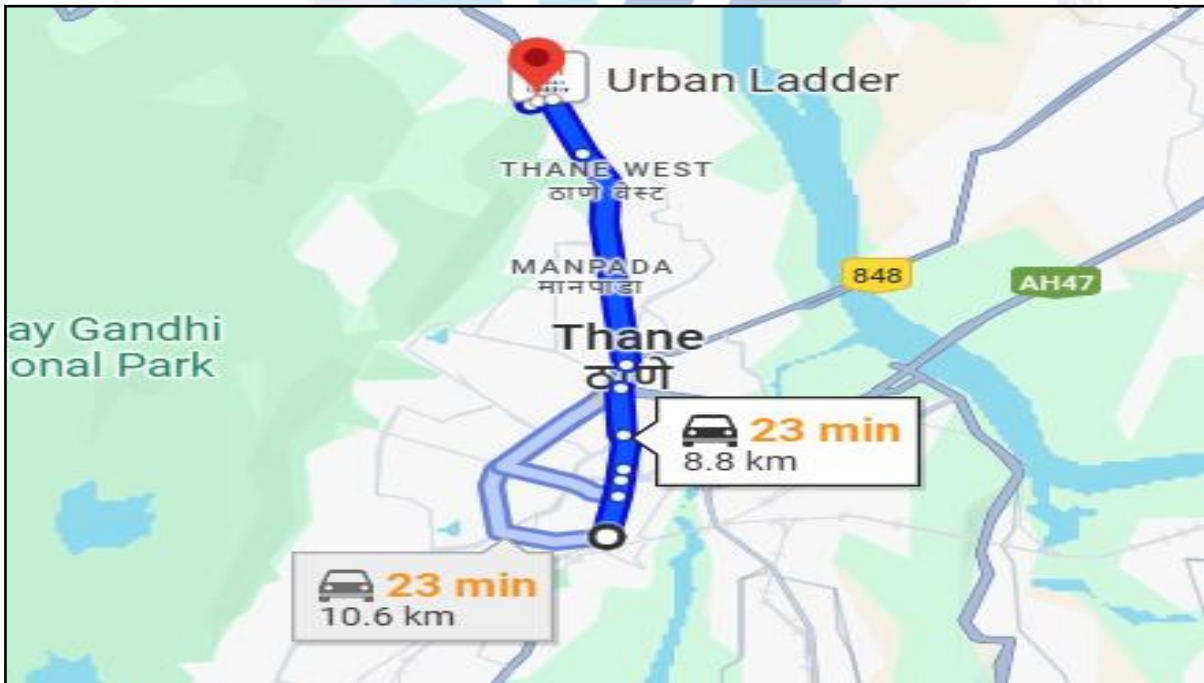 Urban Ladder
THANE WEST
ठाणे वेस्ट
MANPADA
मानपाडा
848
AH47
ay Gandhi
onal Park
Thane
ठाणे
23 min
8.8 km
23 min
10.6 km